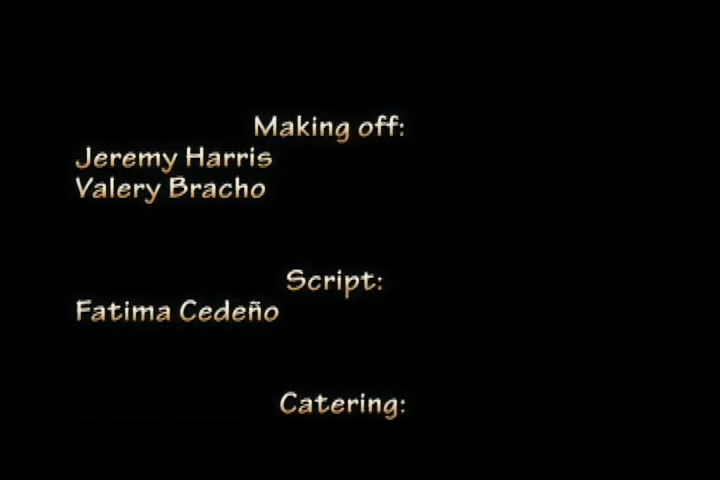 Making off:
Jeremy Harris
Valery Bracho
Script:
Fatima Cedeño
Catering: